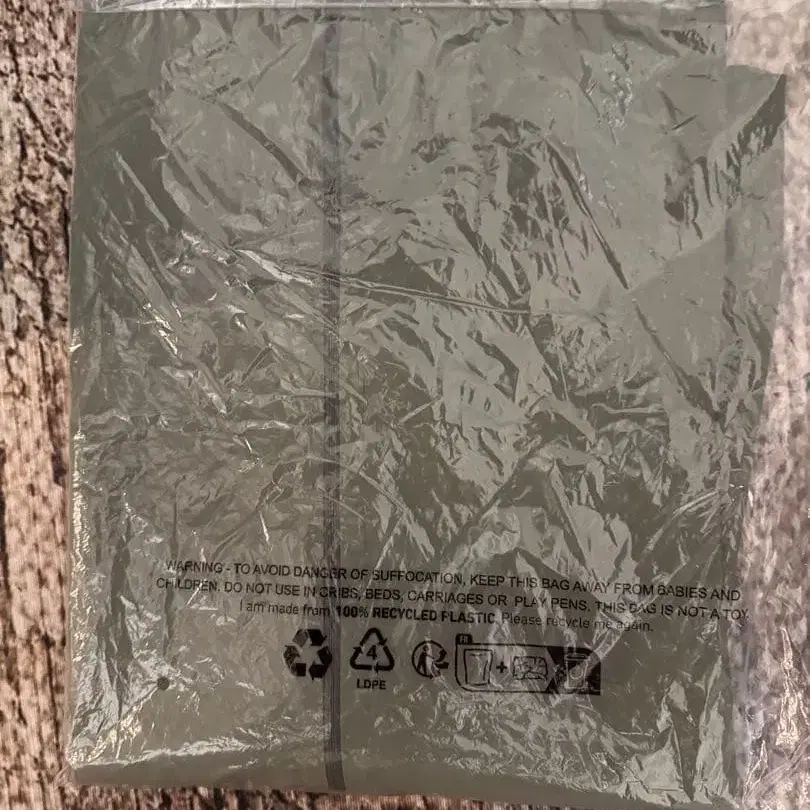 WARNING - TO AVOID DANGER OF SUFFOCATION, KEEP THIS BAG AWAY FROM BABIES AND
CHILDREN. DO NOT USE IN CRIBS, BEDS, CARRIAGES OR PLAY PENS. THIS BAG IS NOT A TOY.
I am made from 100% RECYCLED PLASTIC. Please recycle me again.
4
LDPE
FR
+